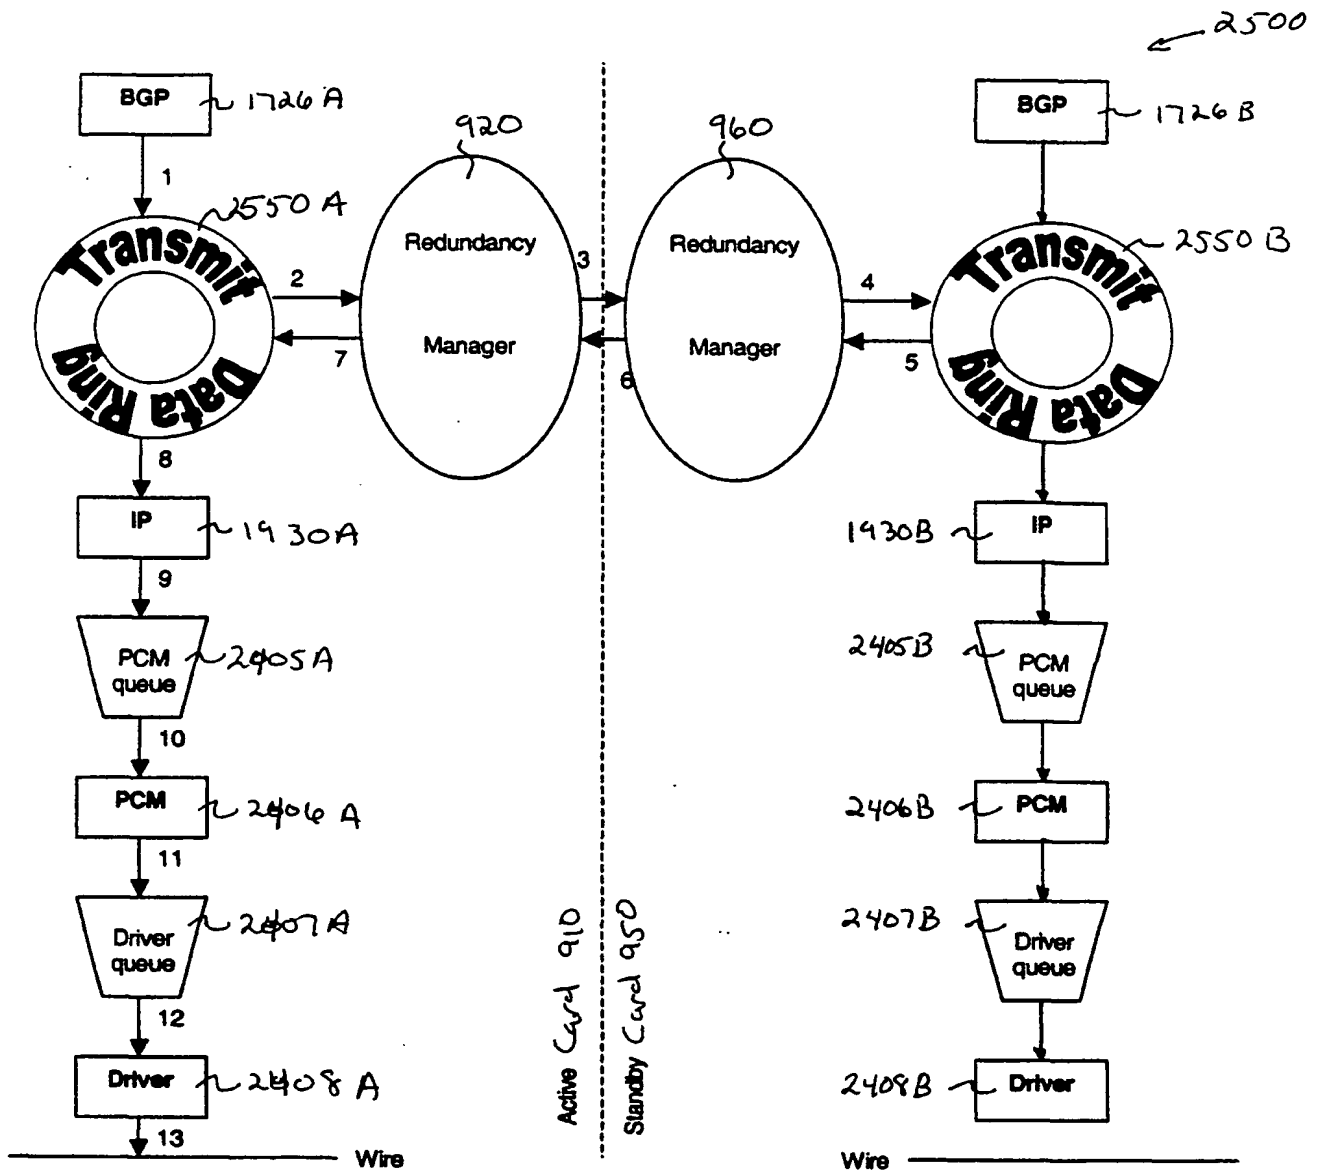 2500
BGP
1726A
920
960
BGP
1726B
1
2550A
Transmit
Data Ring
2
7
Redundancy
Manager
3
6
Redundancy
Manager
4
5
2550B
Transmit
Data Ring
8
IP
1930A
1930B
IP
9
PCM
queue
2405A
2405B
PCM
queue
10
PCM
2406A
2406B
PCM
11
Driver
queue
2407A
2407B
Driver
queue
12
Active Card 910
Standby Card 950
Driver
2408A
2408B
Driver
13
Wire
Wire